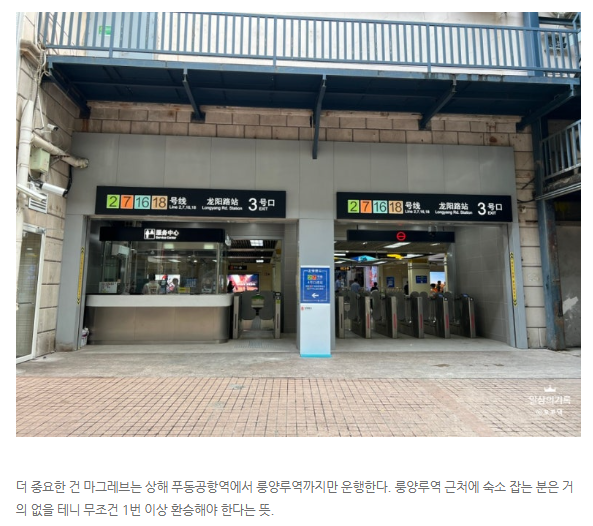 2 7 16 18 号线 龙阳路站 3 号口
Line 2,7,16,18 Longyang Rd. Station EXIT
2 7 16 18 号线 龙阳路站 3 号口
Line 2,7,16,18 Longyang Rd. Station EXIT
服务中心
Service Center
일상의기록
더 중요한 건 마그레브는 상해 푸동공항역에서 룽양루역까지만 운행한다. 룽양루역 근처에 숙소 잡는 분은 거
의 없을 테니 무조건 1번 이상 환승해야 한다는 뜻.